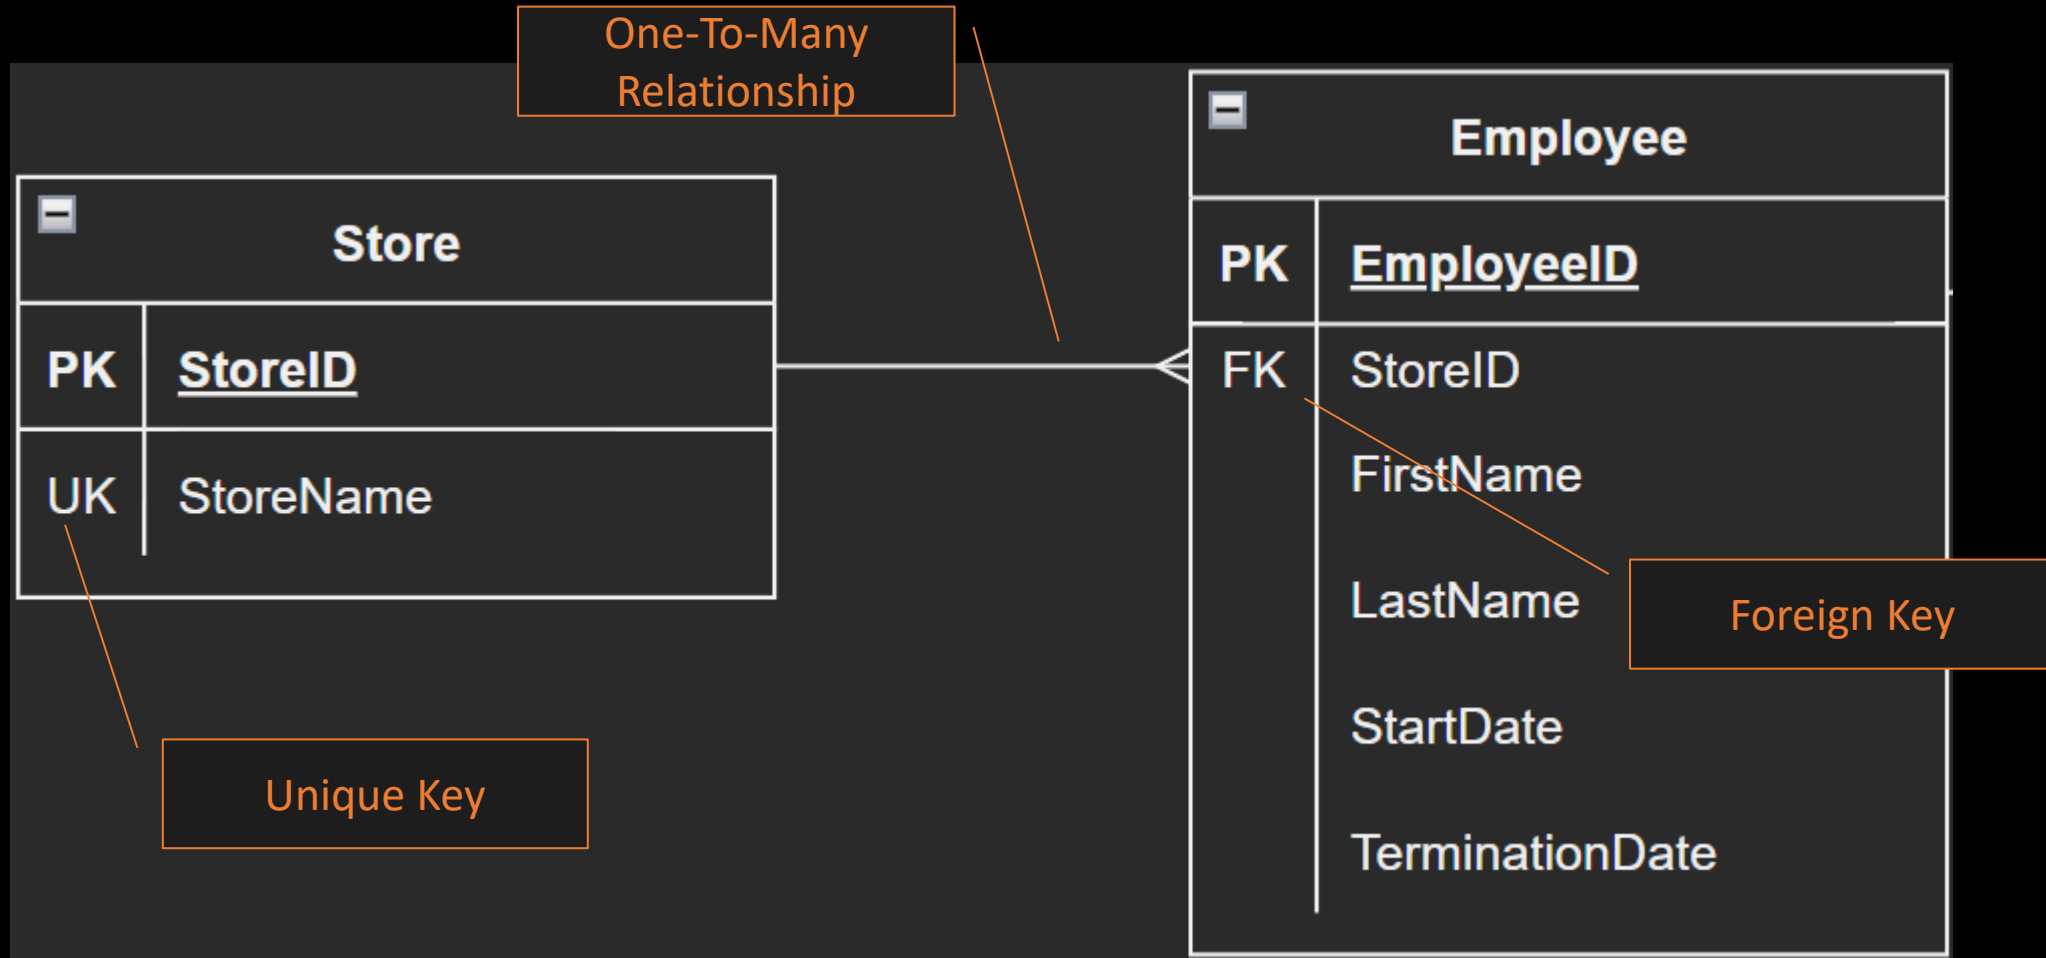 One-To-Many
Relationship
Store
PK StoreID
UK StoreName
Unique Key
Employee
PK EmployeeID
FK StoreID
FirstName
LastName
StartDate
TerminationDate
Foreign Key